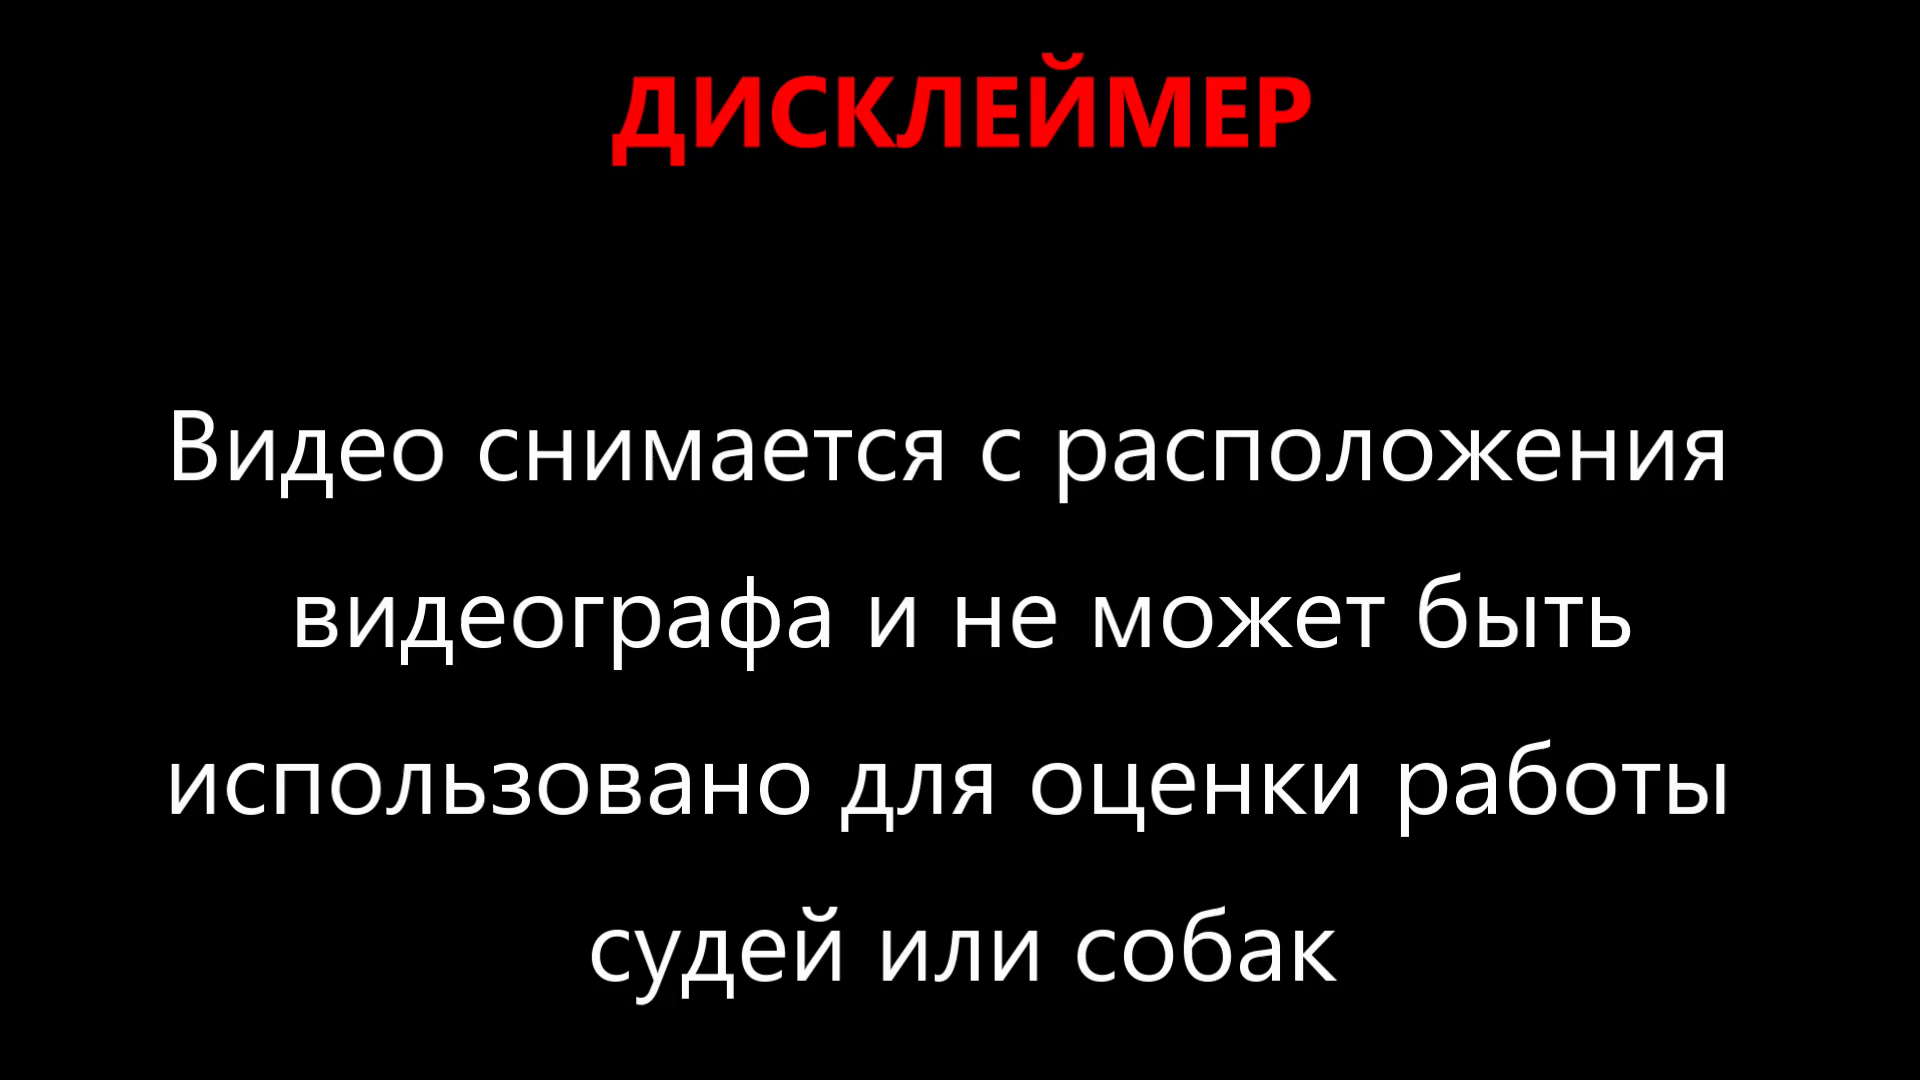 ДИСКЛЕЙМЕР
Видео снимается с расположения
видеографа и не может быть
использовано для оценки работы
судей или собак